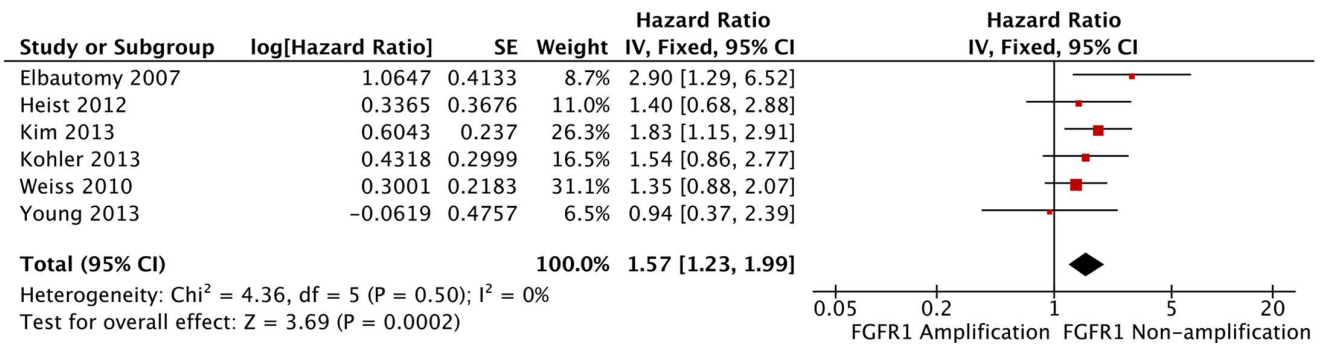 Hazard Ratio Hazard Ratio
Study or Subgroup log[Hazard Ratio] SE Weight IV, Fixed, 95% CI IV, Fixed, 95% CI
Elbautomy 2007 1.0647 0.4133 8.7% 2.90 [1.29, 6.52]
Heist 2012 0.3365 0.3676 11.0% 1.40 [0.68, 2.88]
Kim 2013 0.6043 0.237 26.3% 1.83 [1.15, 2.91]
Kohler 2013 0.4318 0.2999 16.5% 1.54 [0.86, 2.77]
Weiss 2010 0.3001 0.2183 31.1% 1.35 [0.88, 2.07]
Young 2013 −0.0619 0.4757 6.5% 0.94 [0.37, 2.39]
Total (95% CI) 100.0% 1.57 [1.23, 1.99]
Heterogeneity: Chi² = 4.36, df = 5 (P = 0.50); I² = 0%
Test for overall effect: Z = 3.69 (P = 0.0002)
0.05 0.2 1 5 20
FGFR1 Amplification FGFR1 Non−amplification